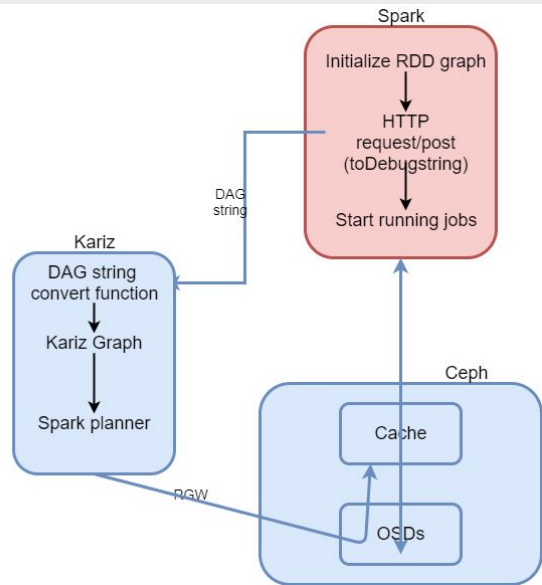 Spark
Initialize RDD graph
HTTP
request/post
(toDebugstring)
Start running jobs
DAG
string
Kariz
DAG string
convert function
Kariz Graph
Spark planner
RGW
Ceph
Cache
OSDs